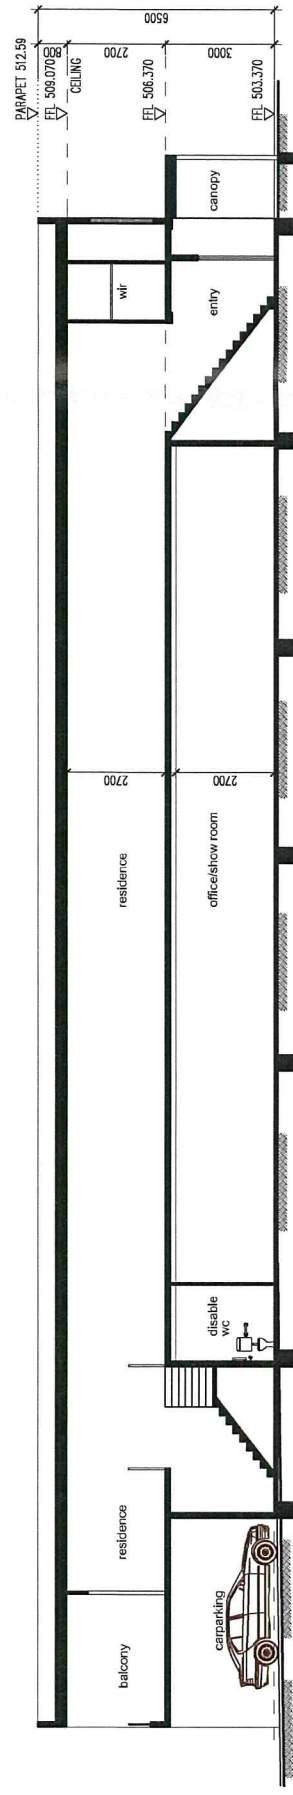 PARAPET 512.59
FFL 509.070
CEILING
FFL 506.370
FFL 503.370
6500
800
2700
3000
balcony
residence
residence
wir
2700
carparking
disable
wc
office/show room
2700
entry
canopy